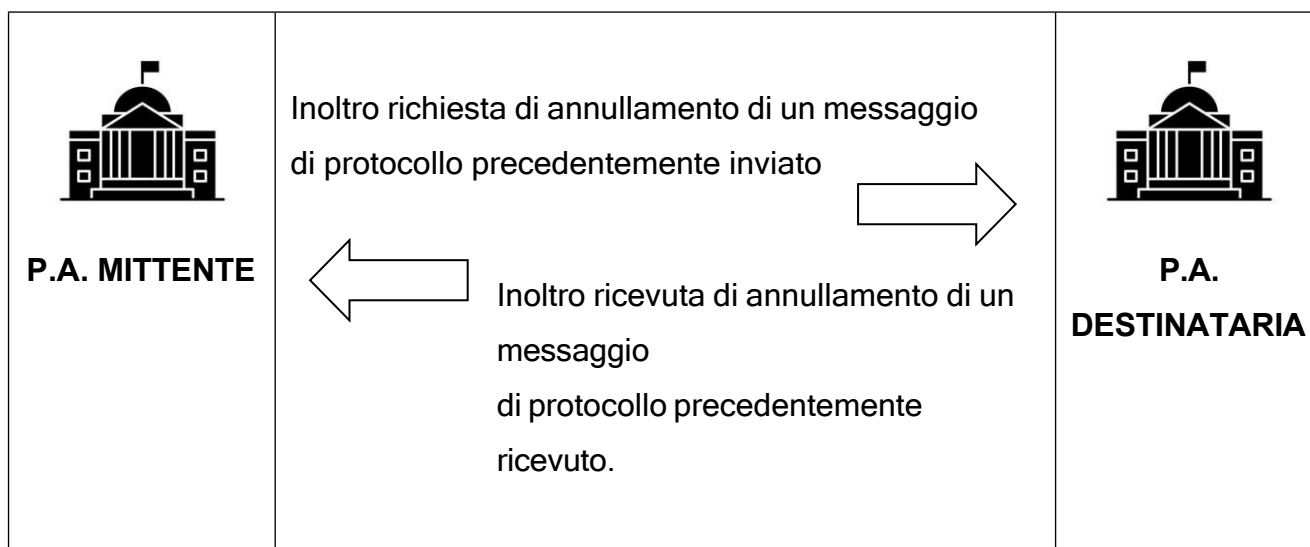 P.A. MITTENTE
Inoltro richiesta di annullamento di un messaggio
di protocollo precedentemente inviato
Inoltro ricevuta di annullamento di un
messaggio
di protocollo precedentemente
ricevuto.
P.A.
DESTINATARIA